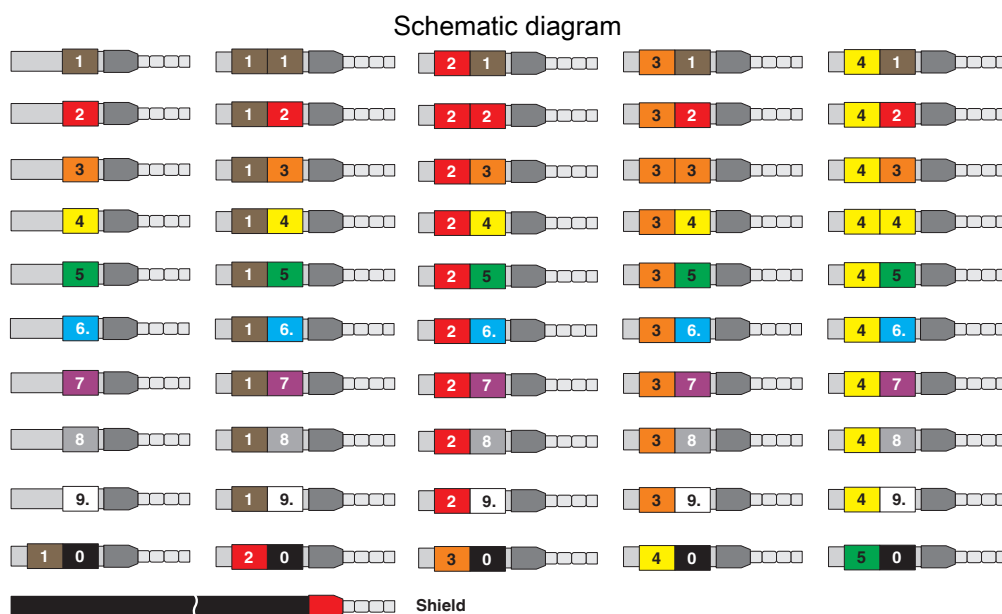 Schematic diagram
1 1 1 2 1 3 1 4 1
2 1 2 2 2 3 2 4 2
3 1 3 2 3 3 3 4 3
4 1 4 2 4 3 4 4 4
5 1 5 2 5 3 5 4 5
6. 1 6. 2 6. 3 6. 4 6.
7 1 7 2 7 3 7 4 7
8 1 8 2 8 3 8 4 8
9. 1 9. 2 9. 3 9. 4 9.
1 0 2 0 3 0 4 0 5 0
Shield